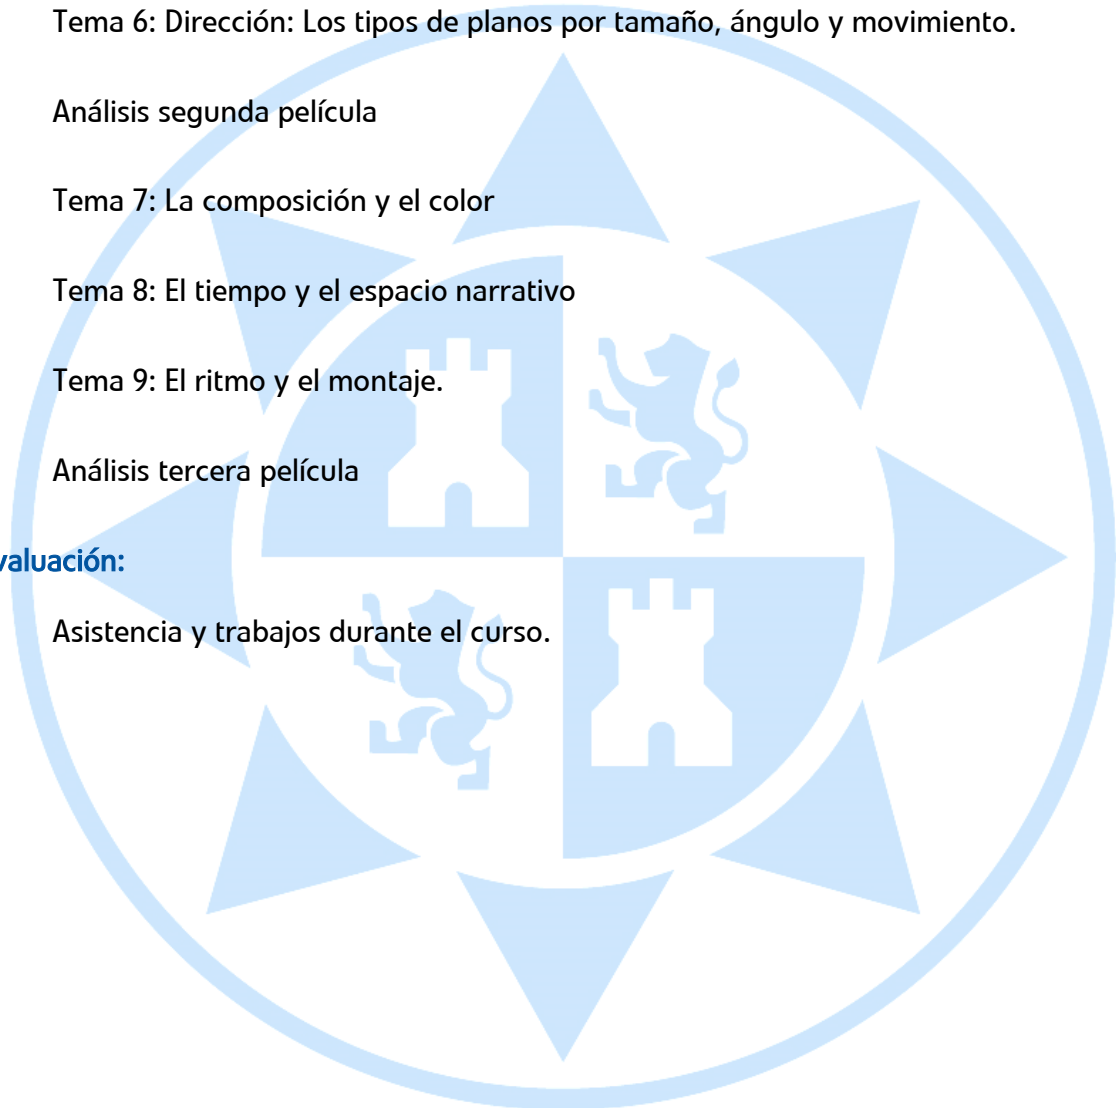 Tema 6: Dirección: Los tipos de planos por tamaño, ángulo y movimiento.
Análisis segunda película
Tema 7: La composición y el color
Tema 8: El tiempo y el espacio narrativo
Tema 9: El ritmo y el montaje.
Análisis tercera película
valuación:
Asistencia y trabajos durante el curso.